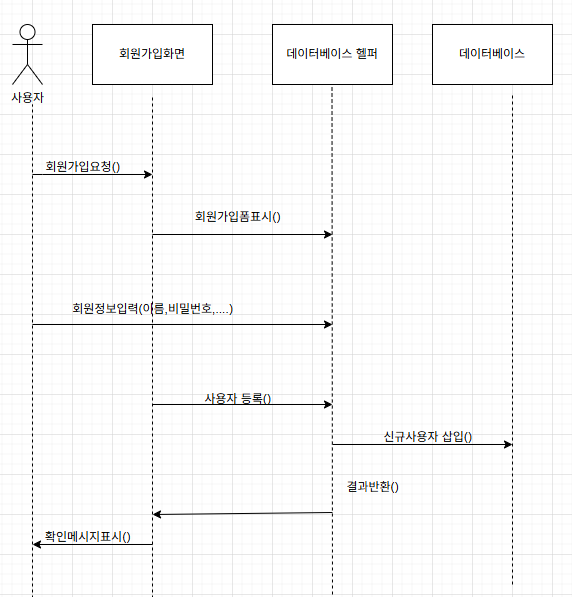 회원가입화면
데이터베이스 헬퍼
데이터베이스
사용자
회원가입요청()
회원가입폼표시()
회원정보입력(이름,비밀번호,....)
사용자 등록()
신규사용자 삽입()
결과반환()
확인메시지표시()